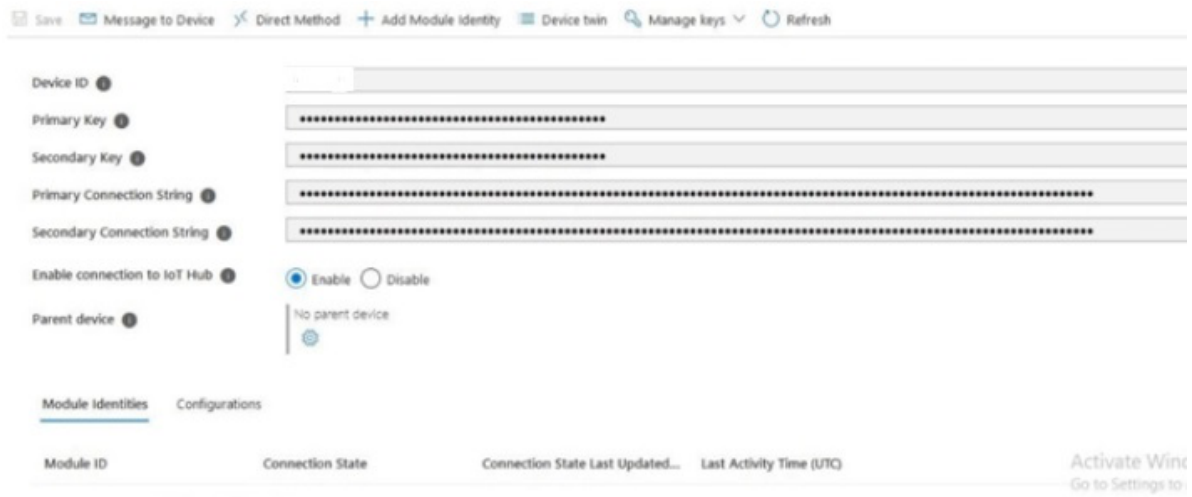 Save Message to Device Direct Method Add Module Identity Device twin Manage keys Refresh
Device ID
Primary Key ••••••••••••••••••••••••••••••••••••••••••••
Secondary Key ••••••••••••••••••••••••••••••••••••••••••••
Primary Connection String ••••••••••••••••••••••••••••••••••••••••••••••••••••••••••••••••••••••••••••••••••••••••••••••••••••••••••••••••••
Secondary Connection String ••••••••••••••••••••••••••••••••••••••••••••••••••••••••••••••••••••••••••••••••••••••••••••••••••••••••••••••••••
Enable connection to IoT Hub Enable Disable
Parent device No parent device
Module Identities Configurations
Module ID Connection State Connection State Last Updated... Last Activity Time (UTC)
Activate Wind
Go to Settings to